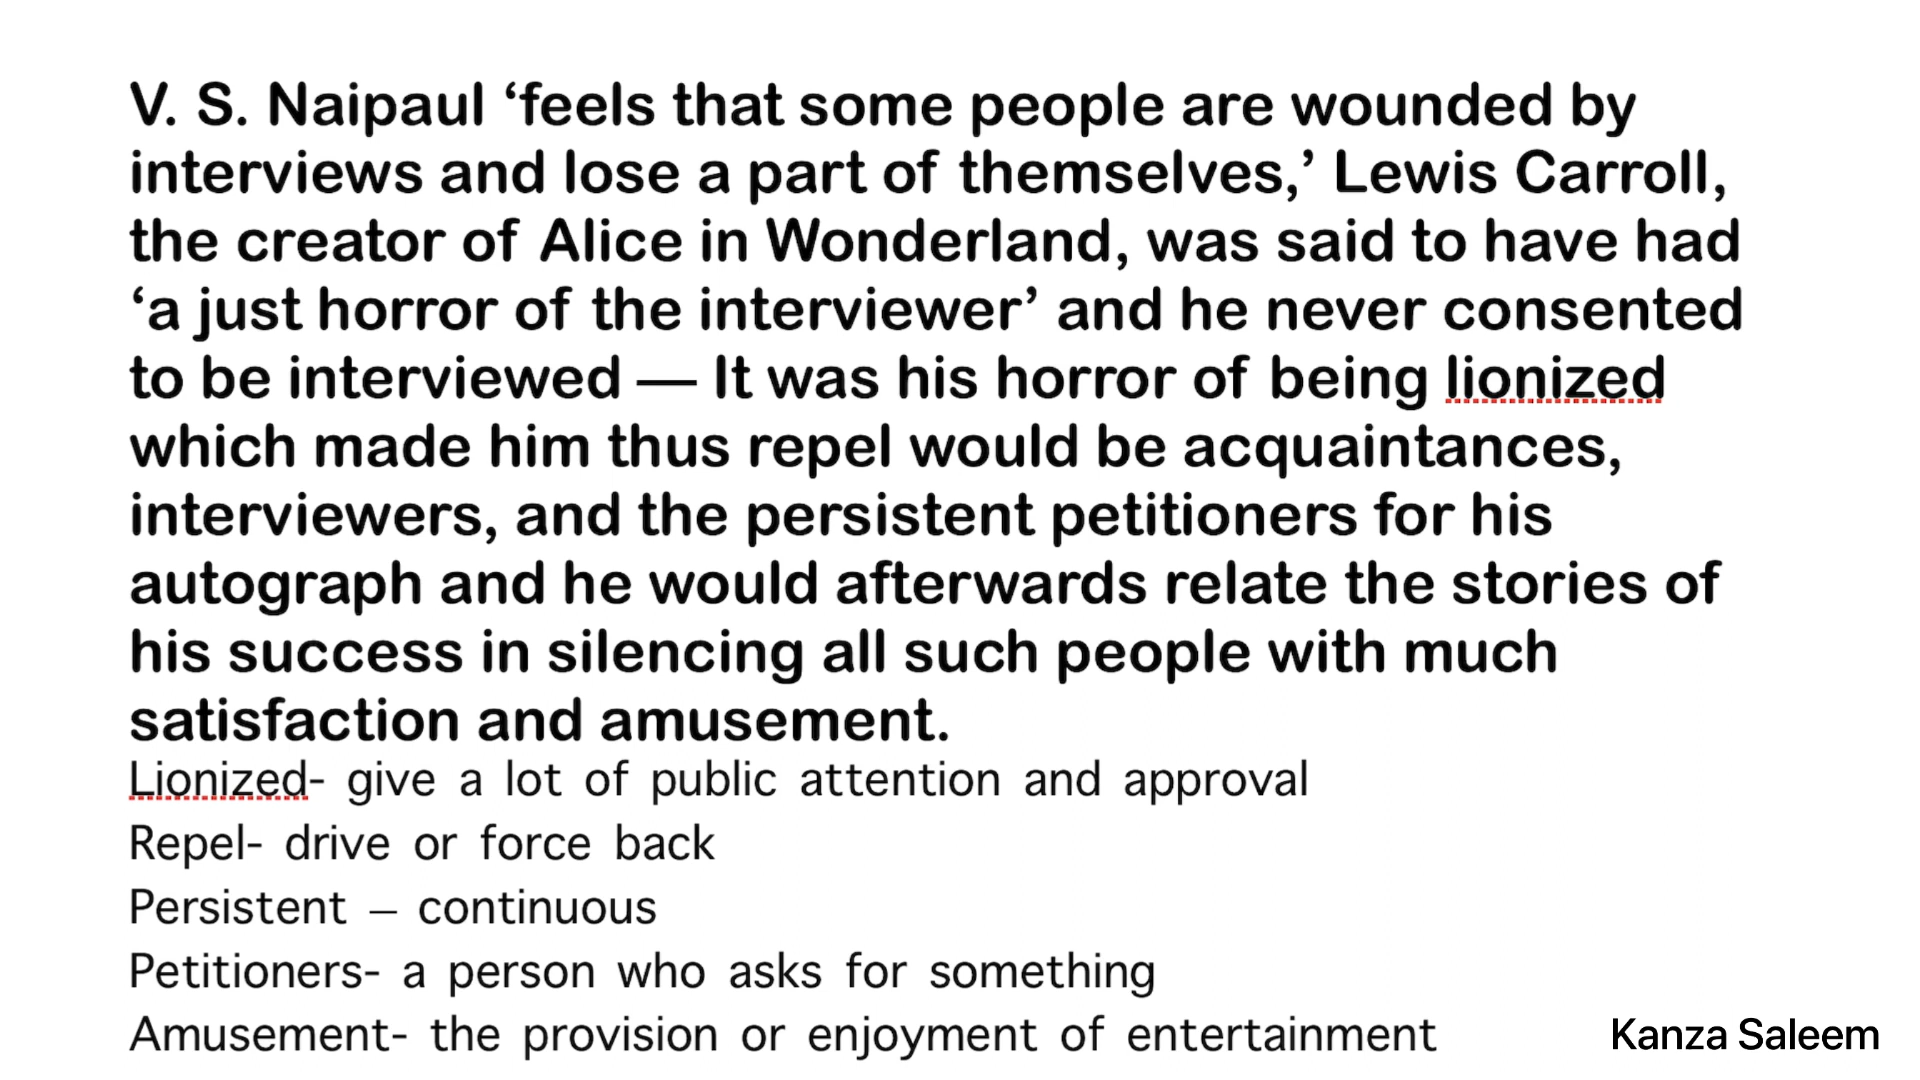 V. S. Naipaul ‘feels that some people are wounded by
interviews and lose a part of themselves,’ Lewis Carroll,
the creator of Alice in Wonderland, was said to have had
‘a just horror of the interviewer’ and he never consented
to be interviewed — It was his horror of being lionized
which made him thus repel would be acquaintances,
interviewers, and the persistent petitioners for his
autograph and he would afterwards relate the stories of
his success in silencing all such people with much
satisfaction and amusement.
Lionized- give a lot of public attention and approval
Repel- drive or force back
Persistent – continuous
Petitioners- a person who asks for something
Amusement- the provision or enjoyment of entertainment
Kanza Saleem